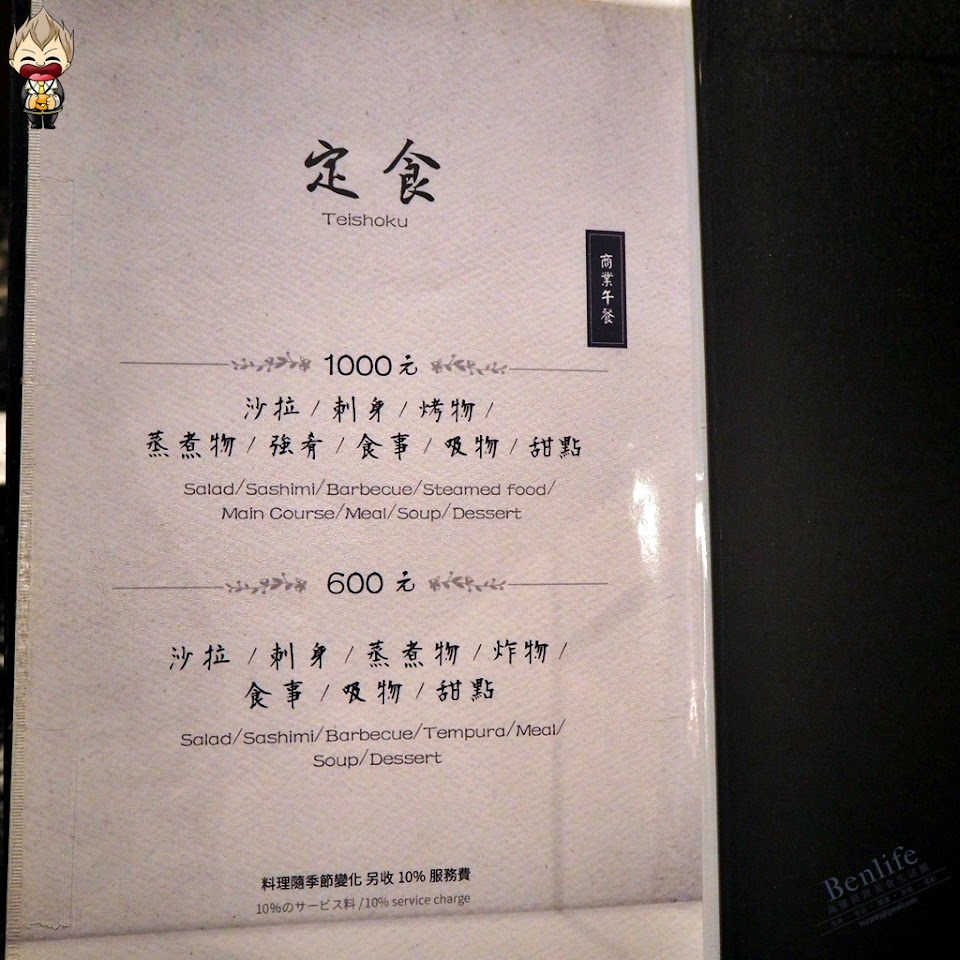 定食
Teishoku
商業午餐
1000元
沙拉 / 刺身 / 烤物 /
蒸煮物 / 強肴 / 食事 / 吸物 / 甜點
Salad/Sashimi/Barbecue/Steamed food/
Main Course/Meal/Soup/Dessert
600元
沙拉 / 刺身 / 蒸煮物 / 炸物 /
食事 / 吸物 / 甜點
Salad/Sashimi/Barbecue/Tempura/Meal/
Soup/Dessert
料理隨季節變化 另收 10% 服務費
10%のサービス料 / 10% service charge
Benlife